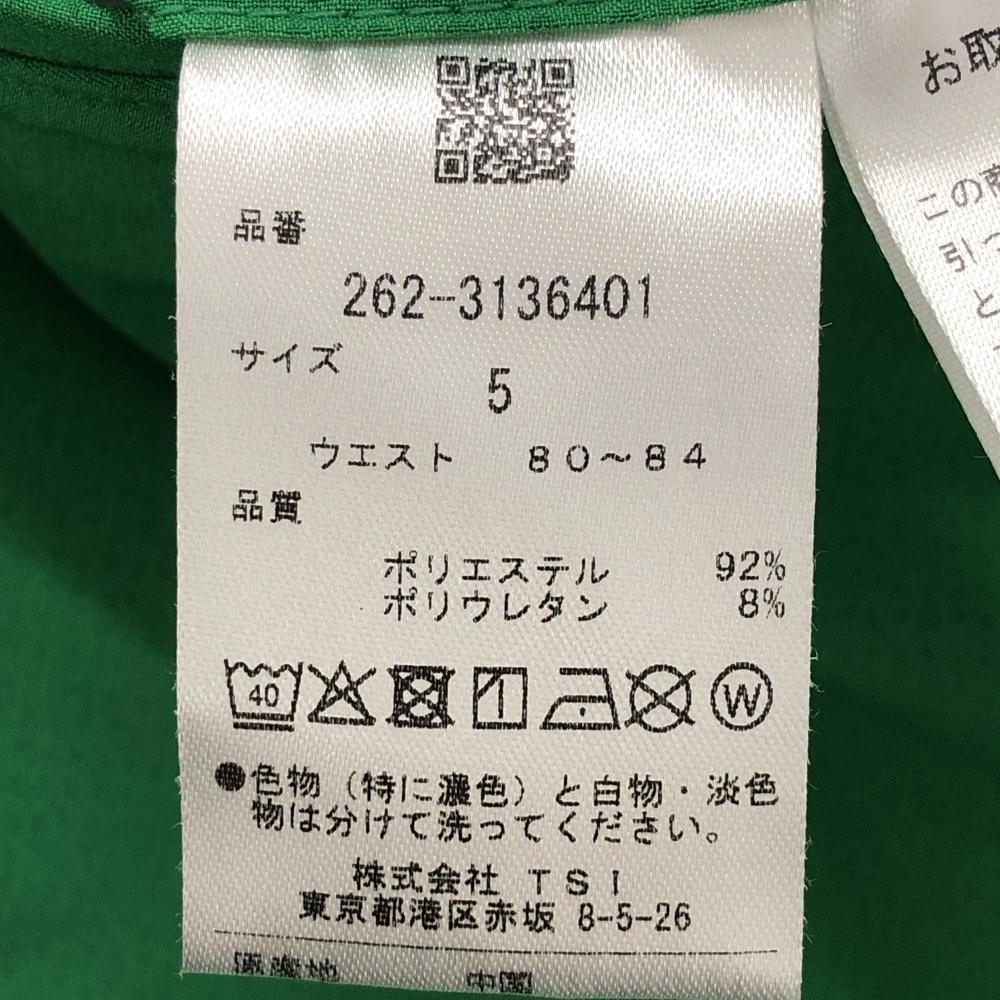 品番
262-3136401
サイズ
5
ウエスト 80~84
品質
ポリエステル 92%
ポリウレタン 8%
40
W
●色物(特に濃色)と白物・淡色
物は分けて洗ってください。
株式会社 TSI
東京都港区赤坂 8-5-26
お取
この商
引っ
と